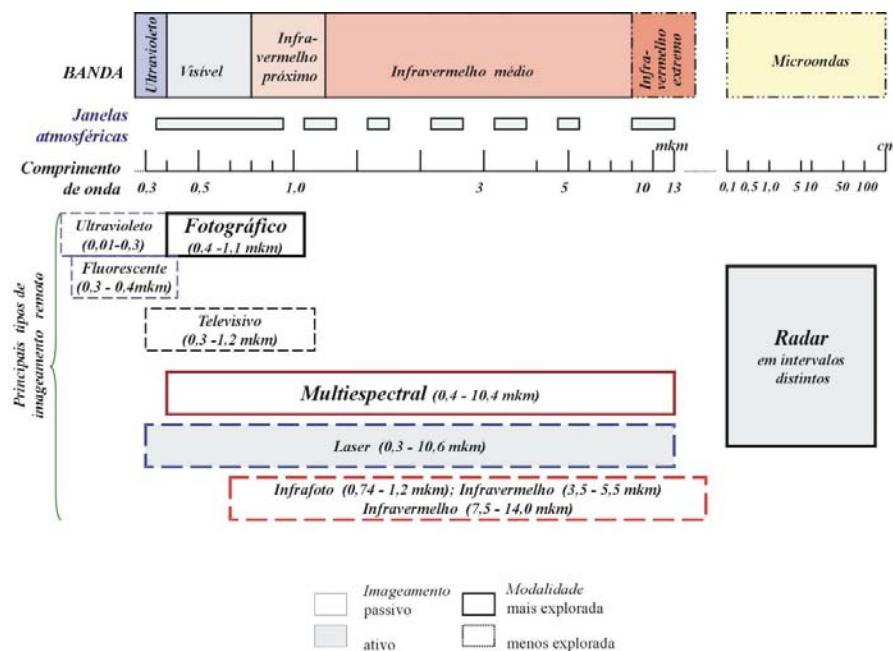 BANDA
Ultravioleto
Visível
Infra-
vermelho
próximo
Infravermelho médio
Infra-
vermelho
extremo
Microondas
Janelas
atmosféricas
mkm
cm
Comprimento
de onda
0,3 0,5 1,0 3 5 10 13
0,1 0,5 1,0 5 10 50 100
Principais tipos de
imageamento remoto
Ultravioleto
(0,01-0,3)
Fotográfico
(0,4 -1,1 mkm)
Fluorescente
(0,3 - 0,4mkm)
Televisivo
(0,3 -1,2 mkm)
Radar
em intervalos
distintos
Multiespectral (0,4 - 10,4 mkm)
Laser (0,3 - 10,6 mkm)
Infrafoto (0,74 - 1,2 mkm); Infravermelho (3,5 - 5,5 mkm)
Infravermelho (7,5 - 14,0 mkm)
Imageamento
passivo
ativo
Modalidade
mais explorada
menos explorada